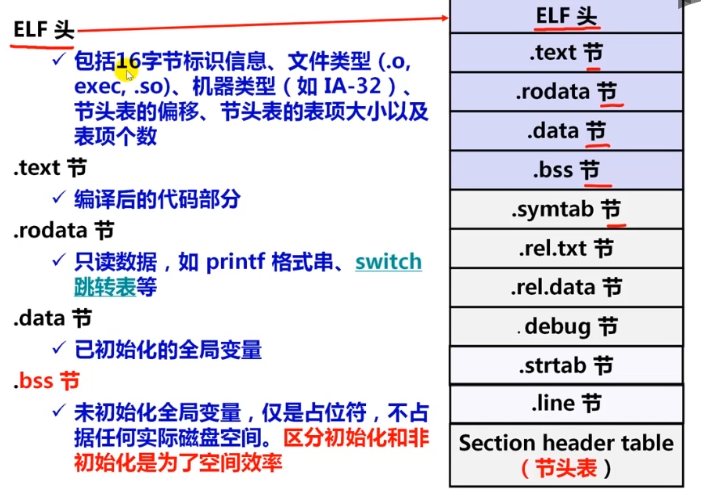 ELF 头
✓ 包括16字节标识信息、文件类型 (.o,
exec, .so)、机器类型（如 IA-32）、
节头表的偏移、节头表的表项大小以及
表项个数
.text 节
✓ 编译后的代码部分
.rodata 节
✓ 只读数据，如 printf 格式串、switch
跳转表等
.data 节
✓ 已初始化的全局变量
.bss 节
✓ 未初始化全局变量，仅是占位符，不占
据任何实际磁盘空间。区分初始化和非
初始化是为了空间效率
ELF 头
.text 节
.rodata 节
.data 节
.bss 节
.symtab 节
.rel.txt 节
.rel.data 节
.debug 节
.strtab 节
.line 节
Section header table
（节头表）